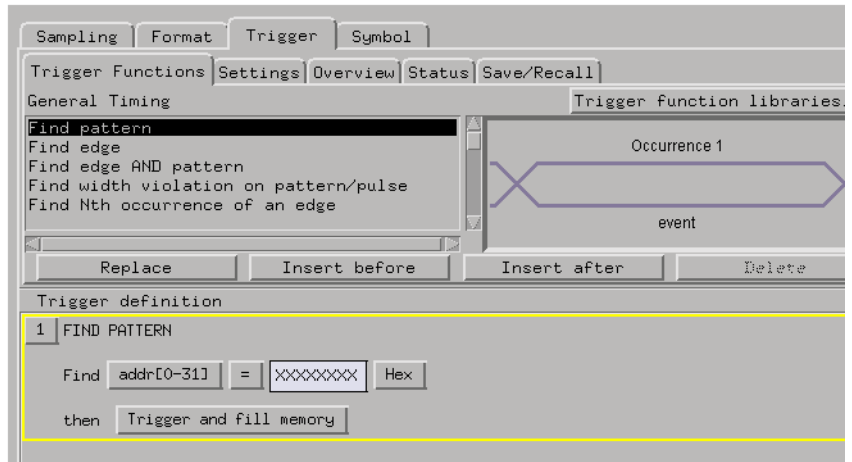 Sampling Format Trigger Symbol
Trigger Functions Settings Overview Status Save/Recall
General Timing Trigger function libraries.
Find pattern
Find edge
Find edge AND pattern
Find width violation on pattern/pulse
Find Nth occurrence of an edge
Occurrence 1
event
Replace Insert before Insert after Delete
Trigger definition
1 FIND PATTERN
Find addr[0-31] = XXXXXXXX Hex
then Trigger and fill memory